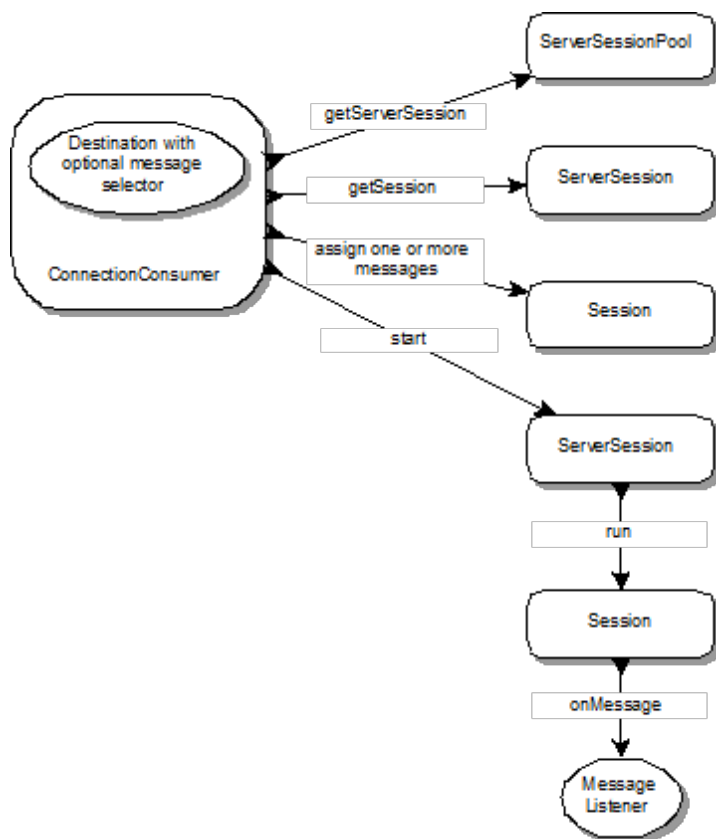 ServerSessionPool
getServerSession
Destination with
optional message
selector
getSession
ServerSession
assign one or more
messages
ConnectionConsumer
Session
start
ServerSession
run
Session
onMessage
Message
Listener